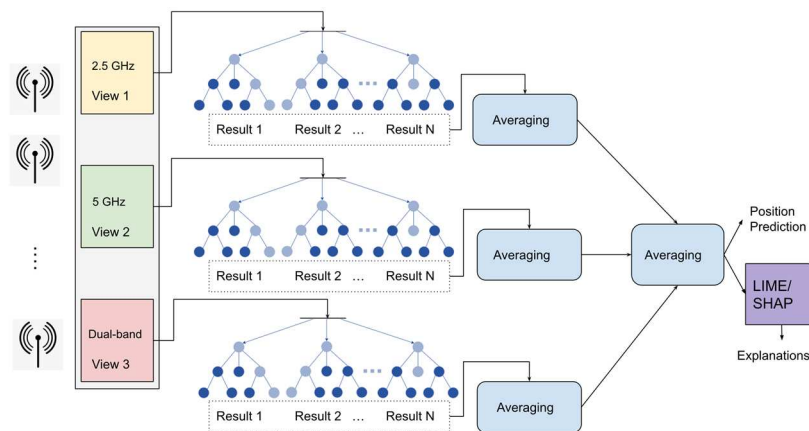 2.5 GHz
View 1
Result 1 Result 2 ... Result N
Averaging
5 GHz
View 2
Result 1 Result 2 ... Result N
Averaging
Averaging
Position
Prediction
LIME/
SHAP
Explanations
Dual-band
View 3
Result 1 Result 2 ... Result N
Averaging